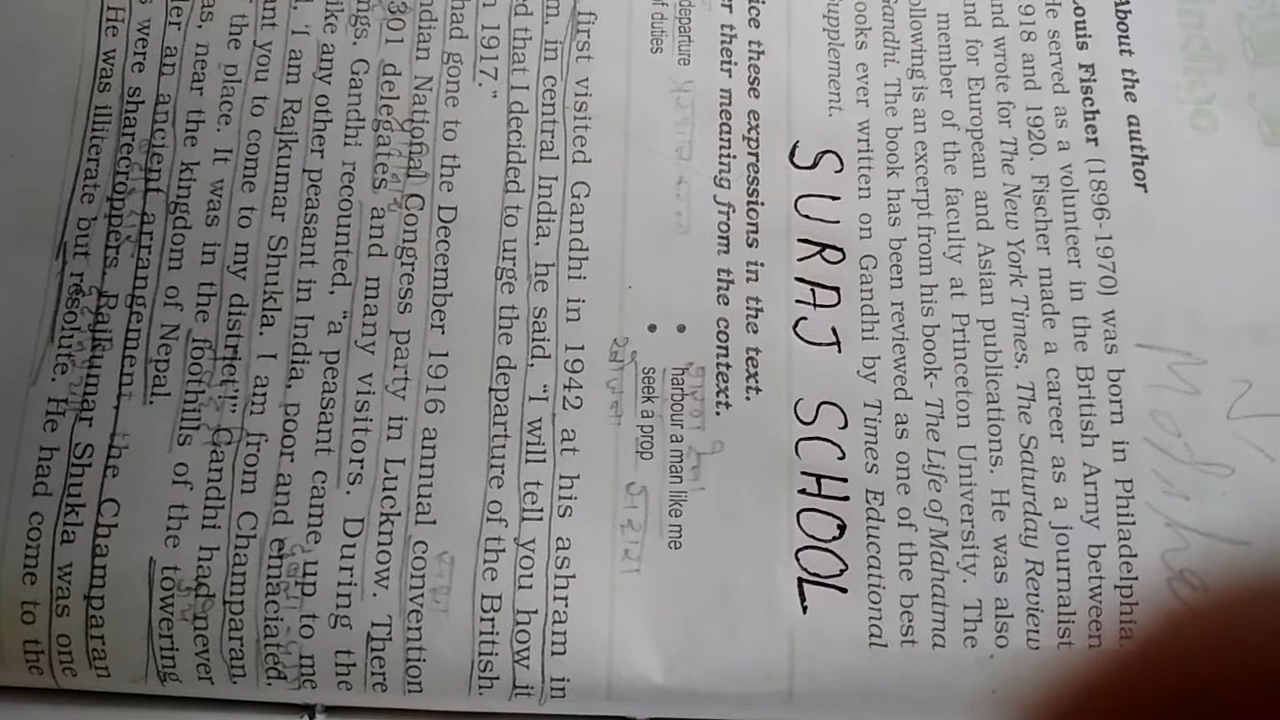 About the author
Louis Fischer (1896-1970) was born in Philadelphia.
He served as a volunteer in the British Army between
1918 and 1920. Fischer made a career as a journalist
and wrote for The New York Times, The Saturday Review
and for European and Asian publications. He was also
member of the faculty at Princeton University. The
following is an excerpt from his book- The Life of Mahatma
Gandhi. The book has been reviewed as one of the best
books ever written on Gandhi by Times Educational
Supplement.
SURAJ SCHOOL
these expressions in the text.
their meaning from the context.
departure
• harbour a man like me
of duties
• seek a prop
first visited Gandhi in 1942 at his ashram in
in central India, he said, “I will tell you how it
that I decided to urge the departure of the British.
1917.”
had gone to the December 1916 annual convention
Indian National Congress party in Lucknow. There
301 delegates and many visitors. During the
Gandhi recounted, “a peasant came up to me
like any other peasant in India, poor and emaciated,
‘I am Rajkumar Shukla. I am from Champaran,
you to come to my district!’” Gandhi had never
the place. It was in the foothills of the towering
near the kingdom of Nepal.
an ancient arrangement, the Champaran
were sharecroppers. Rajkumar Shukla was one
He was illiterate but resolute. He had come to the